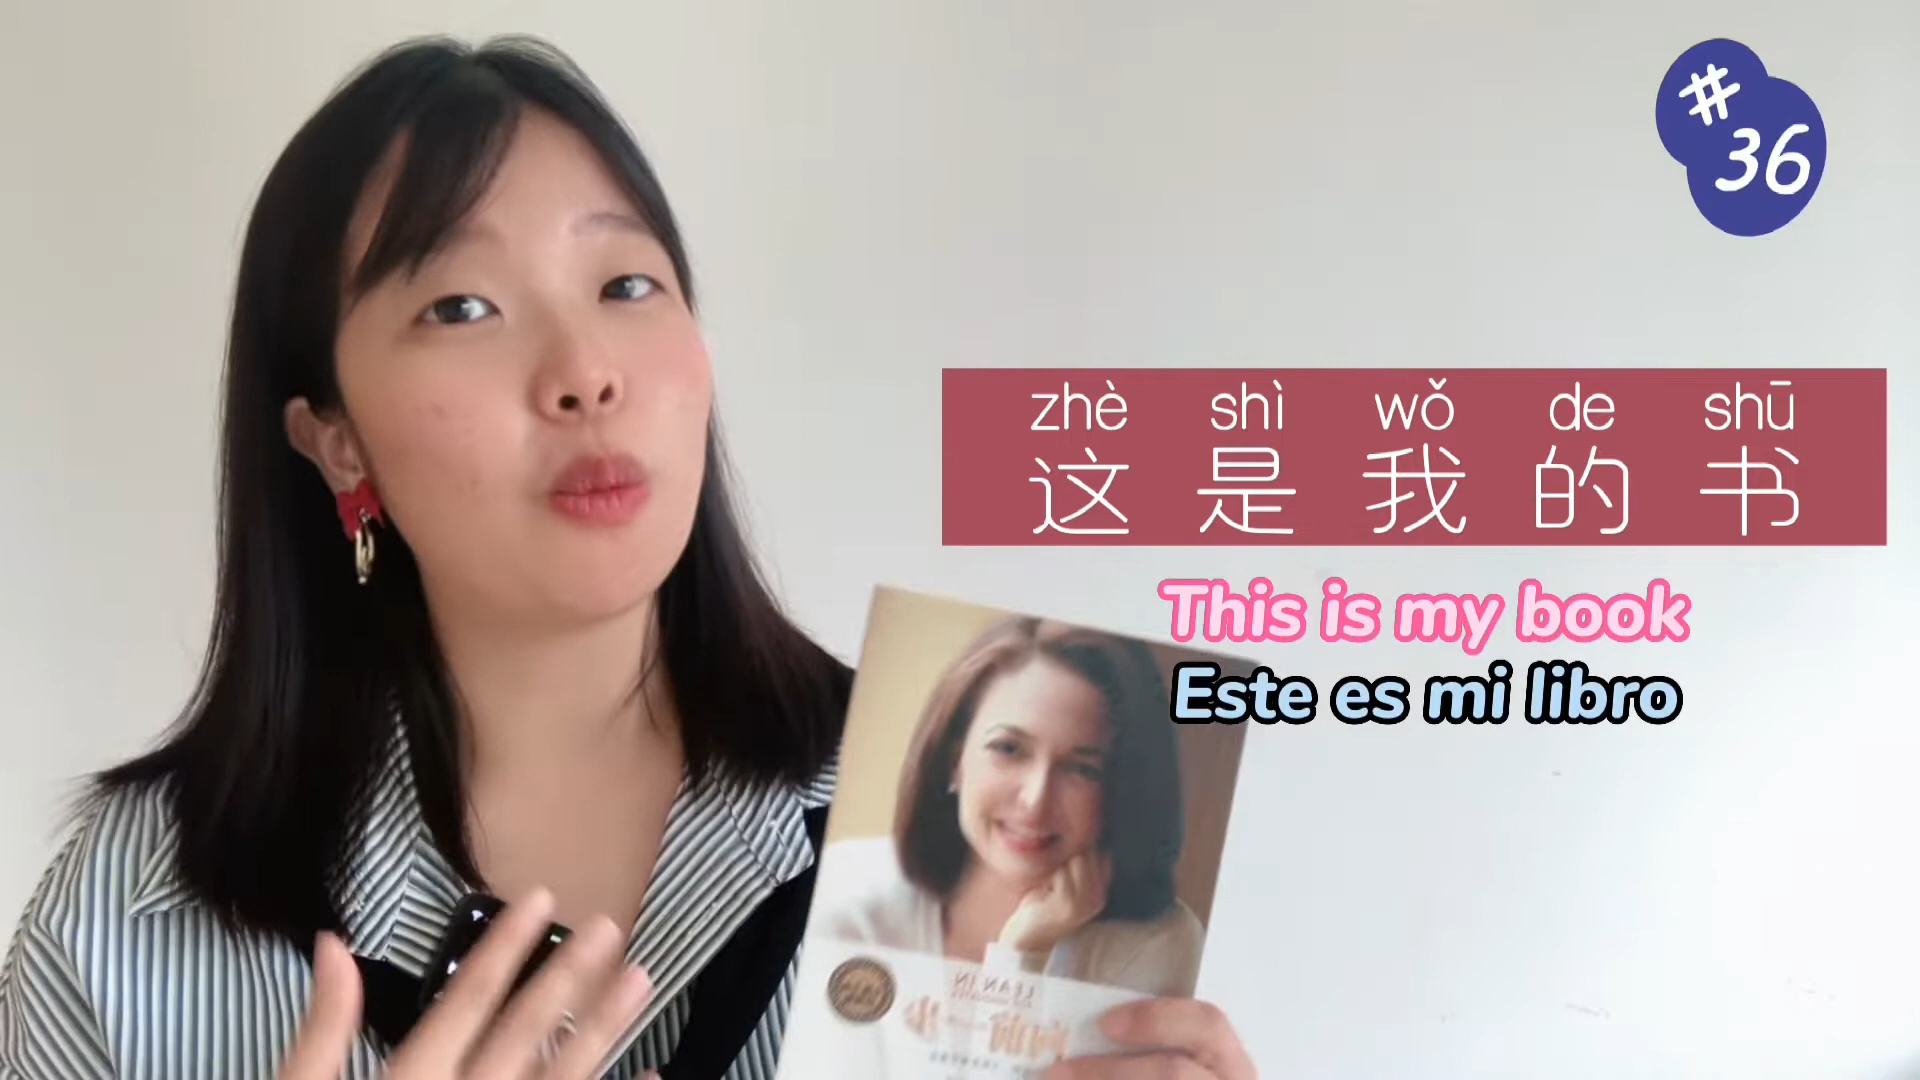 #
36
zhè shì wǒ de shū
这是我的书
This is my book
Este es mi libro
LEAN IN